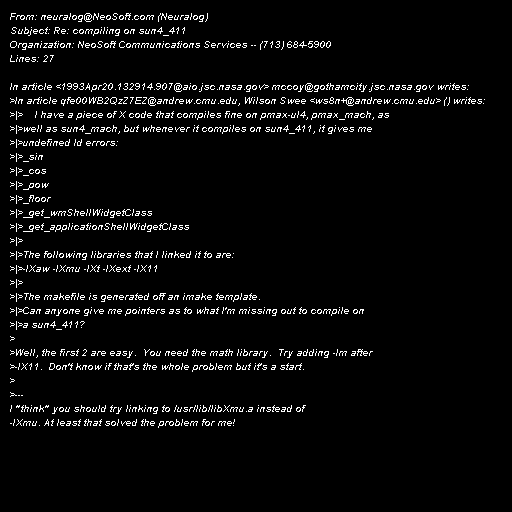 From: neuralog@NeoSoft.com (Neuralog)
Subject: Re: compiling on sun4_411
Organization: NeoSoft Communications Services -- (713) 684-5900
Lines: 27

In article <1993Apr20.132914.907@aio.jsc.nasa.gov> mccoy@gothamcity.jsc.nasa.gov writes:
>In article qfe00WB2QzZ7EZ@andrew.cmu.edu, Wilson Swee <ws8n+@andrew.cmu.edu> () writes:
>|>    I have a piece of X code that compiles fine on pmax-ul4, pmax_mach, as
>|>well as sun4_mach, but whenever it compiles on sun4_411, it gives me
>|>undefined ld errors:
>|>_sin
>|>_cos
>|>_pow
>|>_floor
>|>_get_wmShellWidgetClass
>|>_get_applicationShellWidgetClass
>|>
>|>The following libraries that I linked it to are:
>|>-lXaw -lXmu -lXt -lXext -lX11
>|>
>|>The makefile is generated off an imake template.
>|>Can anyone give me pointers as to what I'm missing out to compile on
>|>a sun4_411?
>
>Well, the first 2 are easy.  You need the math library.  Try adding -lm after
>-lX11.  Don't know if that's the whole problem but it's a start.
>
>---
I "think" you should try linking to /usr/lib/libXmu.a instead of
-lXmu. At least that solved the problem for me!